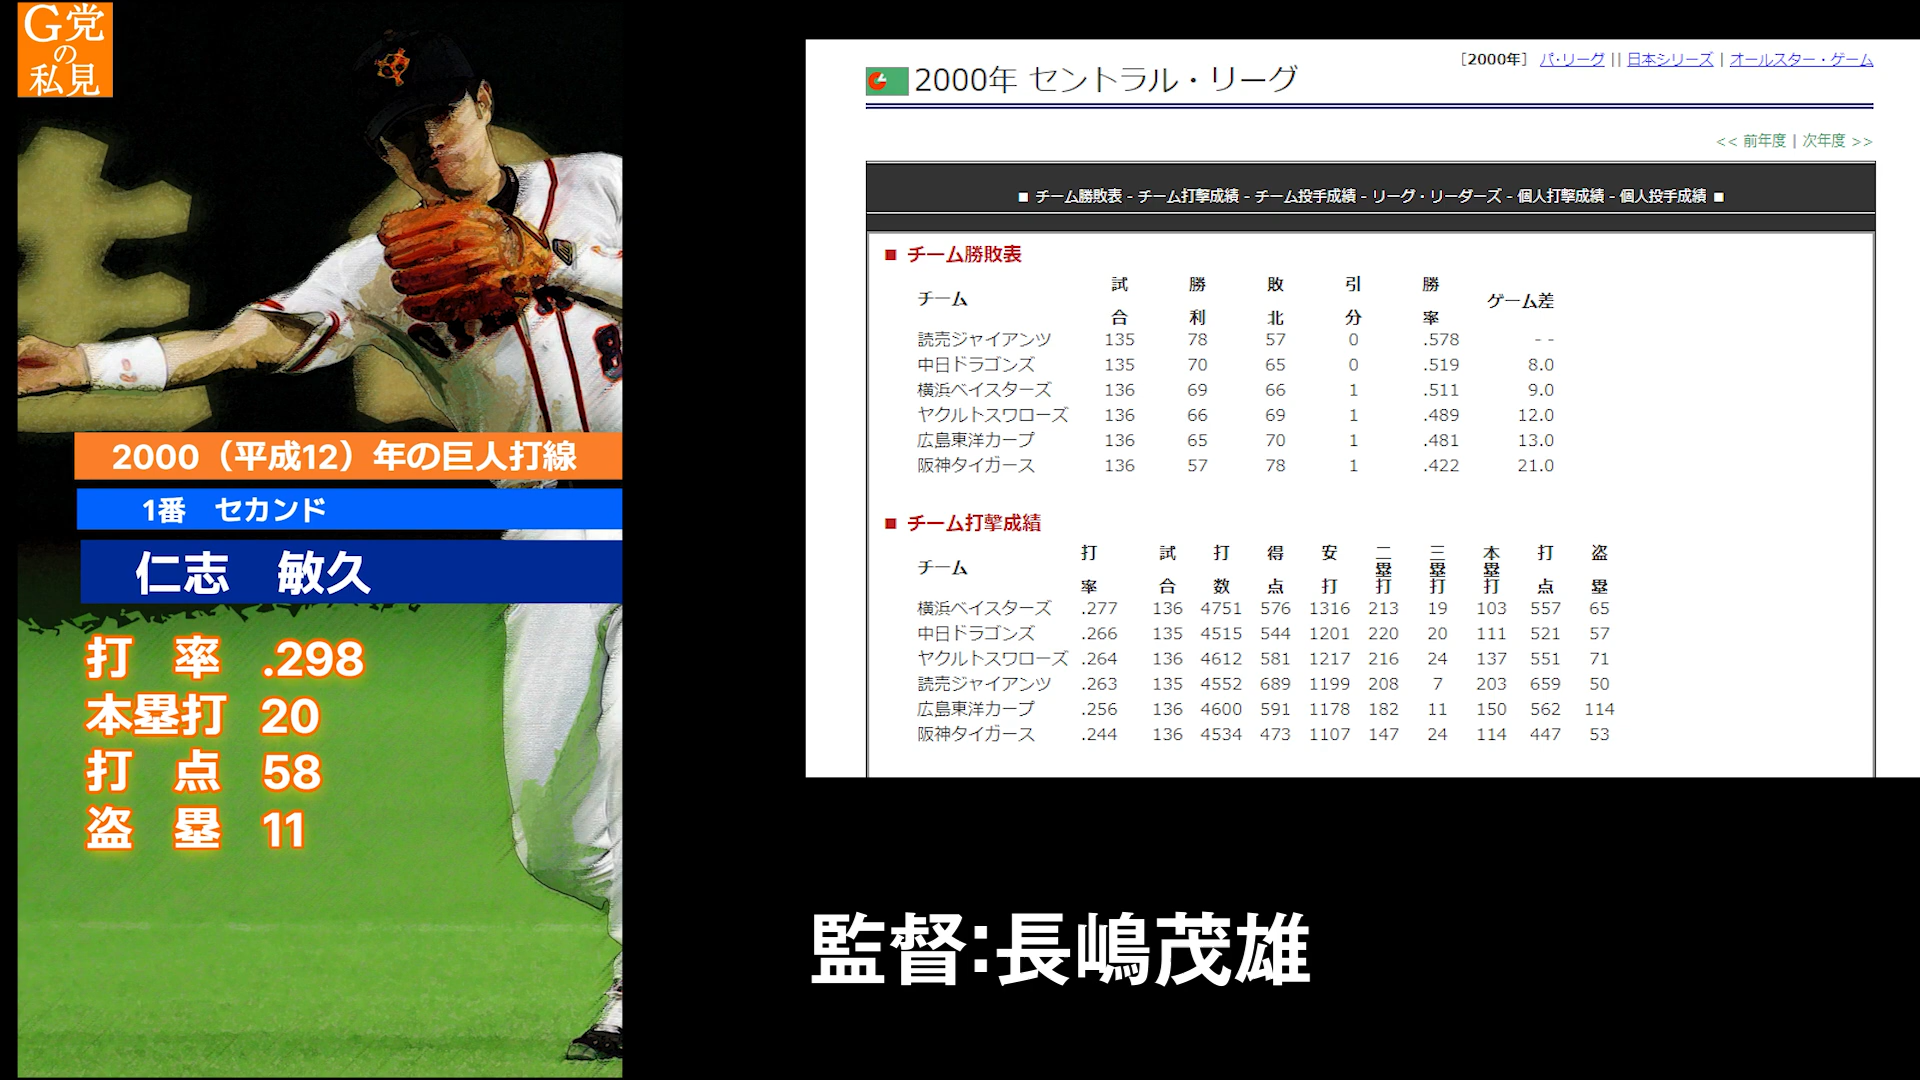 G党
の
私見
2000（平成12）年の巨人打線
1番　セカンド
仁志　敏久
打　率　.298
本塁打　20
打　点　58
盗　塁　11
［2000年］ パ・リーグ || 日本シリーズ | オールスター・ゲーム
2000年 セントラル・リーグ
<< 前年度 | 次年度 >>
■ チーム勝敗表 - チーム打撃成績 - チーム投手成績 - リーグ・リーダーズ - 個人打撃成績 - 個人投手成績 ■
■ チーム勝敗表
チーム 試合 勝利 敗北 引分 勝率 ゲーム差
読売ジャイアンツ 135 78 57 0 .578 - -
中日ドラゴンズ 135 70 65 0 .519 8.0
横浜ベイスターズ 136 69 66 1 .511 9.0
ヤクルトスワローズ 136 66 69 1 .489 12.0
広島東洋カープ 136 65 70 1 .481 13.0
阪神タイガース 136 57 78 1 .422 21.0
■ チーム打撃成績
チーム 打率 試合 打数 得点 安打 二塁打 三塁打 本塁打 打点 盗塁
横浜ベイスターズ .277 136 4751 576 1316 213 19 103 557 65
中日ドラゴンズ .266 135 4515 544 1201 220 20 111 521 57
ヤクルトスワローズ .264 136 4612 581 1217 216 24 137 551 71
読売ジャイアンツ .263 135 4552 689 1199 208 7 203 659 50
広島東洋カープ .256 136 4600 591 1178 182 11 150 562 114
阪神タイガース .244 136 4534 473 1107 147 24 114 447 53
監督:長嶋茂雄